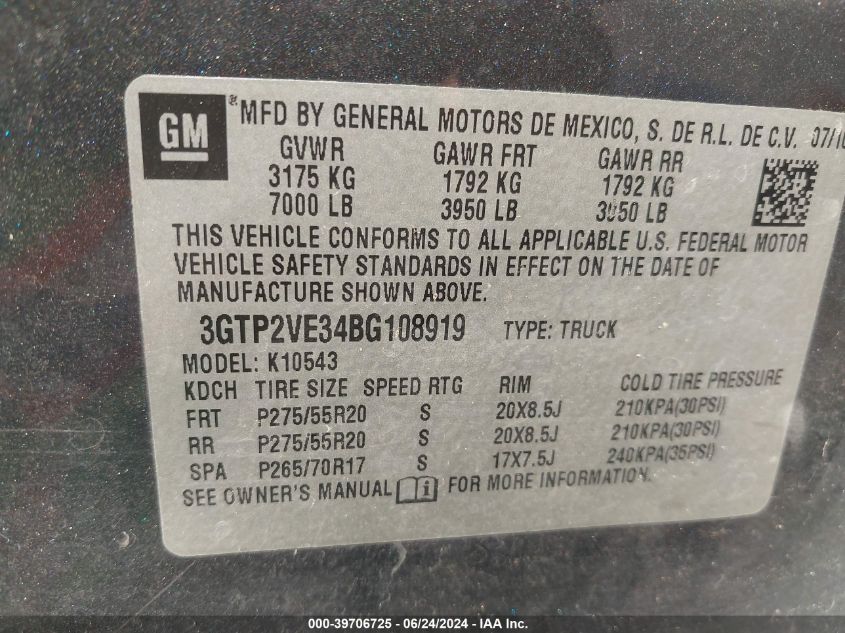 GM
® MFD BY GENERAL MOTORS DE MEXICO, S. DE R.L. DE C.V. 07/10
GVWR GAWR FRT GAWR RR
3175 KG 1792 KG 1792 KG
7000 LB 3950 LB 3950 LB
THIS VEHICLE CONFORMS TO ALL APPLICABLE U.S. FEDERAL MOTOR
VEHICLE SAFETY STANDARDS IN EFFECT ON THE DATE OF
MANUFACTURE SHOWN ABOVE.
3GTP2VE34BG108919 TYPE: TRUCK
MODEL: K10543
KDCH TIRE SIZE SPEED RTG RIM COLD TIRE PRESSURE
FRT P275/55R20 S 20X8.5J 210KPA(30PSI)
RR P275/55R20 S 20X8.5J 210KPA(30PSI)
SPA P265/70R17 S 17X7.5J 240KPA(35PSI)
SEE OWNER'S MANUAL i FOR MORE INFORMATION.
000-39706725 - 06/24/2024 - IAA Inc.